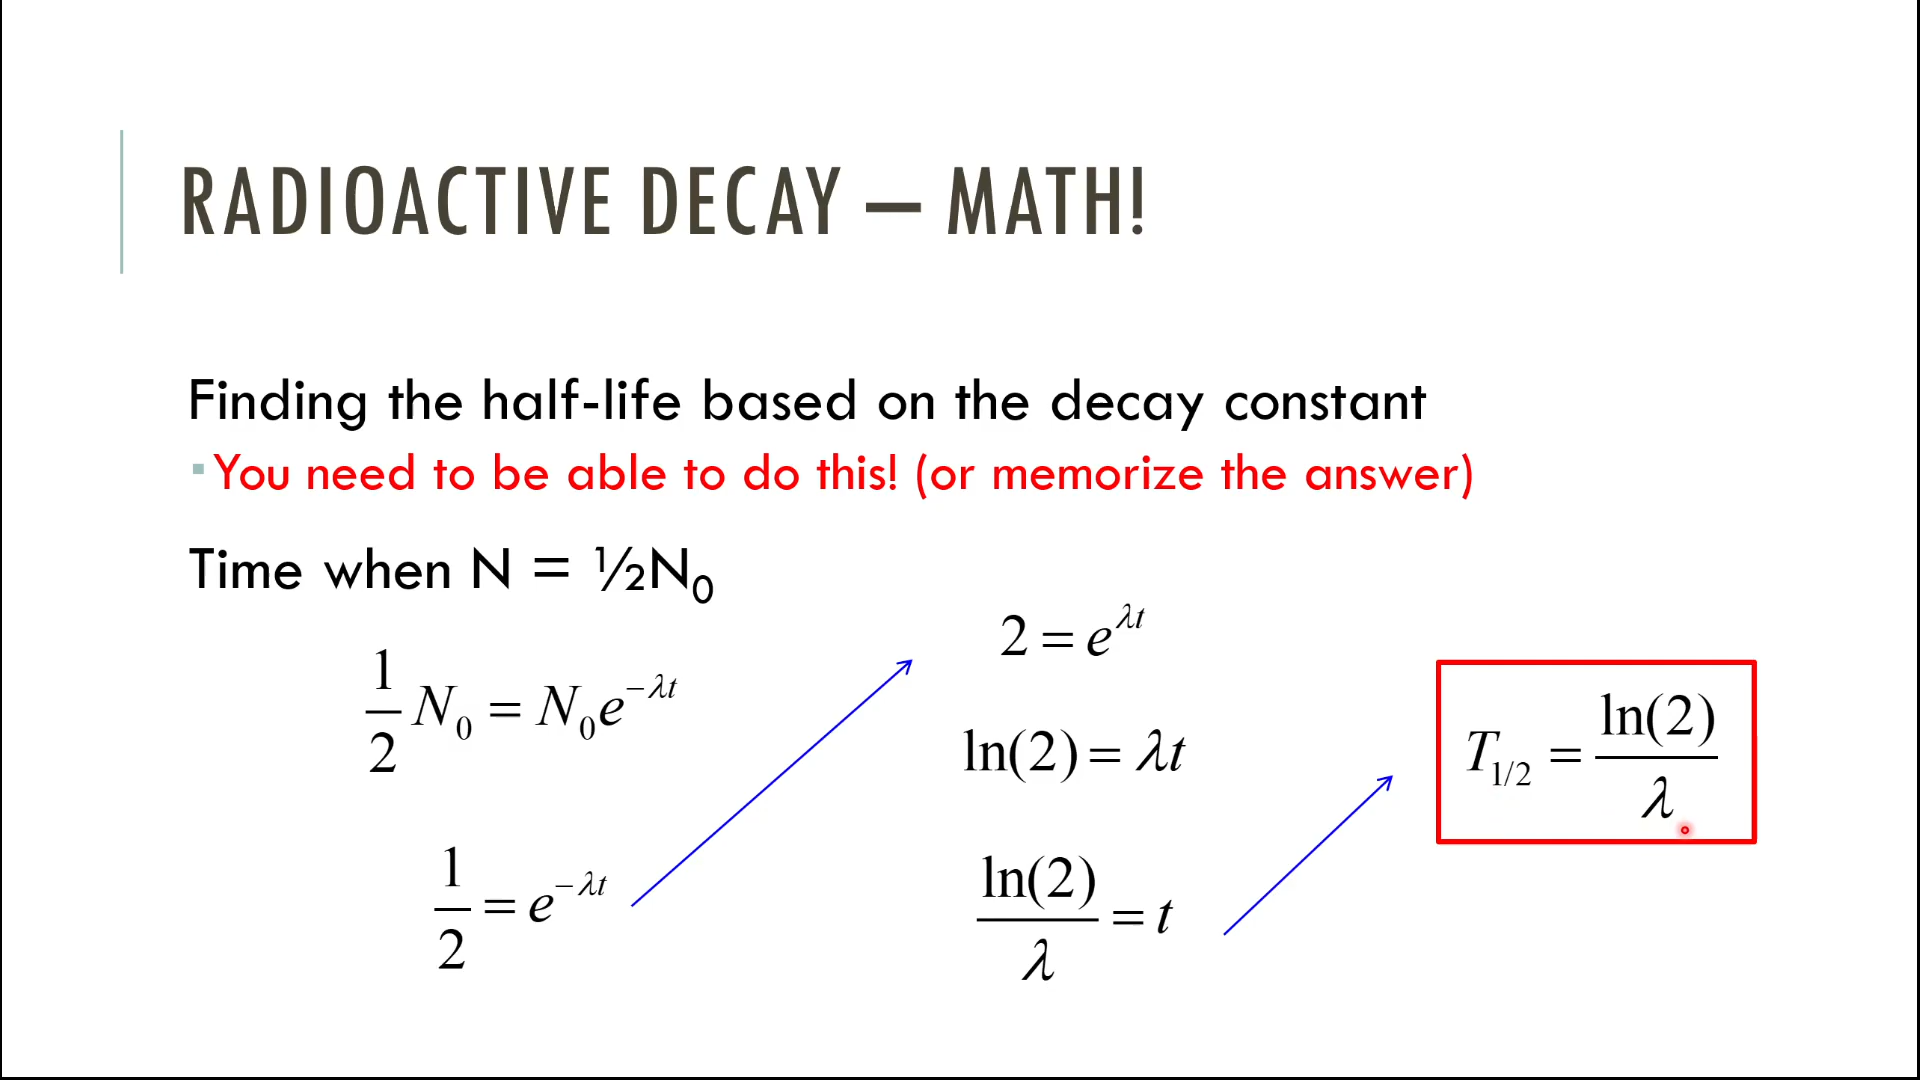 RADIOACTIVE DECAY – MATH!
Finding the half-life based on the decay constant
▪ You need to be able to do this! (or memorize the answer)
Time when N = ½N₀
1/2 N₀ = N₀e^(−λt)
1/2 = e^(−λt)
2 = e^(λt)
ln(2) = λt
ln(2)/λ = t
T₁/₂ = ln(2)/λ